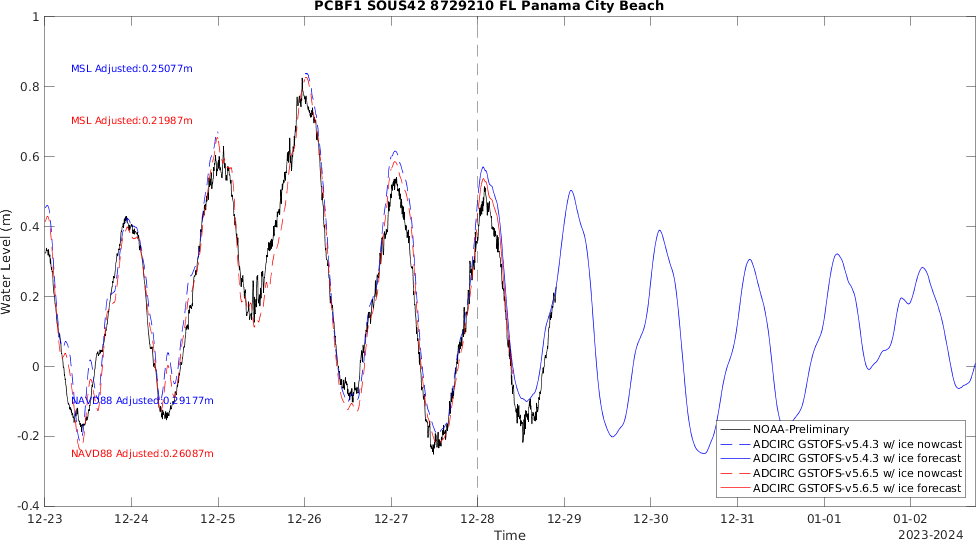 PCBF1 SOUS42 8729210 FL Panama City Beach
1
0.8
0.6
0.4
0.2
0
-0.2
-0.4
Water Level (m)
MSL Adjusted:0.25077m
MSL Adjusted:0.21987m
NAVD88 Adjusted:0.29177m
NAVD88 Adjusted:0.26087m
NOAA-Preliminary
ADCIRC GSTOFS-v5.4.3 w/ ice nowcast
ADCIRC GSTOFS-v5.4.3 w/ ice forecast
ADCIRC GSTOFS-v5.6.5 w/ ice nowcast
ADCIRC GSTOFS-v5.6.5 w/ ice forecast
12-23 12-24 12-25 12-26 12-27 12-28 12-29 12-30 12-31 01-01 01-02
Time
2023-2024